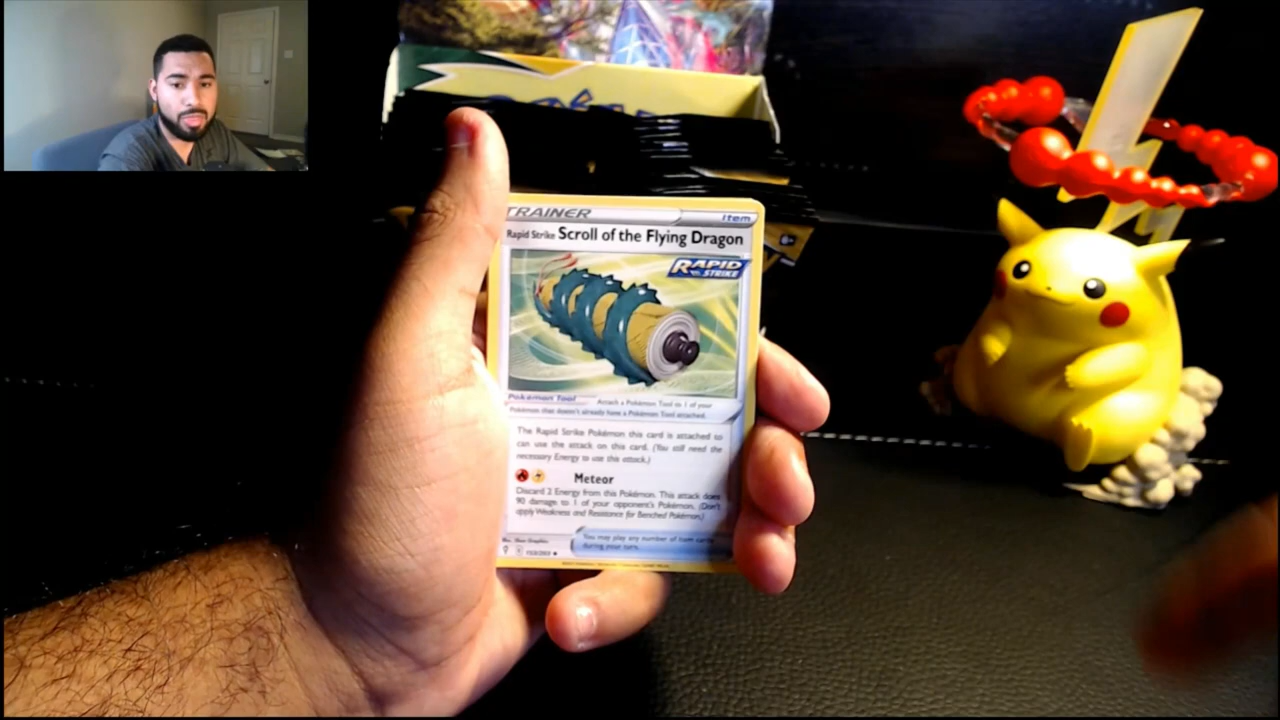 TRAINER
Item
Rapid Strike Scroll of the Flying Dragon
RAPID
STRIKE
Pokémon Tool Attach a Pokémon Tool to 1 of your
Pokémon that doesn't already have a Pokémon Tool attached.
The Rapid Strike Pokémon this card is attached to
can use the attack on this card. (You still need the
necessary Energy to use this attack.)
Meteor
Discard 2 Energy from this Pokémon. This attack does
90 damage to 1 of your opponent's Pokémon. (Don't
apply Weakness and Resistance for Benched Pokémon.)
You may play any number of Item cards
during your turn.